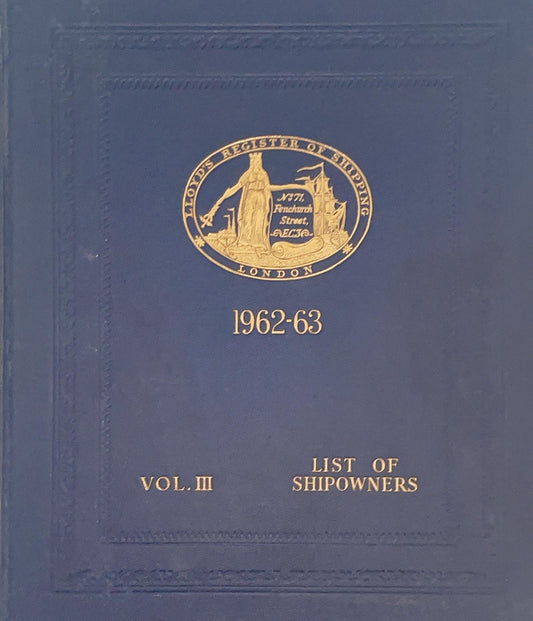 LLOYD'S REGISTER OF SHIPPING
No 71,
Fenchurch
Street,
E.C.3
LONDON
1962-63
VOL. III
LIST OF
SHIPOWNERS